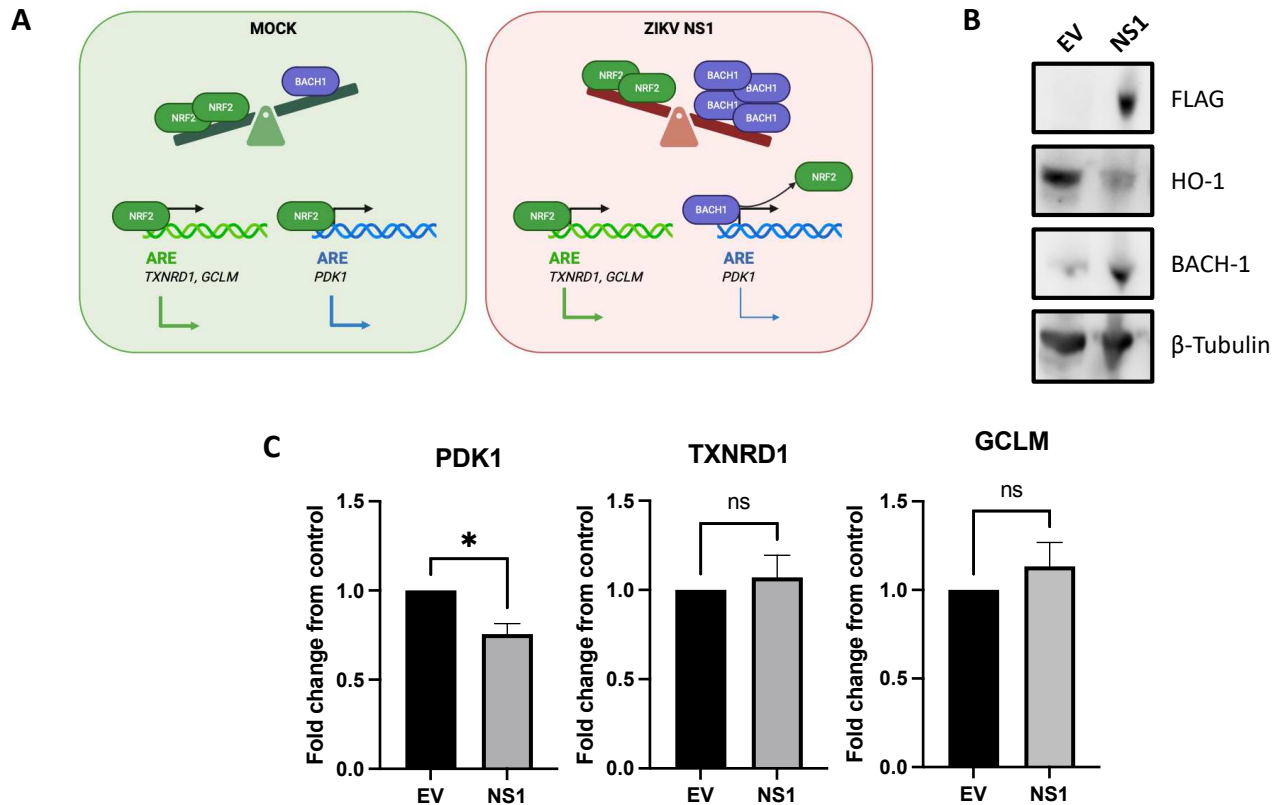 A
MOCK
BACH1
NRF2
NRF2
NRF2
NRF2
ARE
ARE
TXNRD1, GCLM
PDK1
ZIKV NS1
NRF2
NRF2
BACH1
BACH1
BACH1
BACH1
BACH1
NRF2
NRF2
BACH1
ARE
ARE
TXNRD1, GCLM
PDK1
B
EV NS1
FLAG
HO-1
BACH-1
β-Tubulin
C
PDK1
Fold change from control
1.5
1.0
0.5
0.0
*
EV NS1
TXNRD1
Fold change from control
1.5
1.0
0.5
0.0
ns
EV NS1
GCLM
Fold change from control
1.5
1.0
0.5
0.0
ns
EV NS1